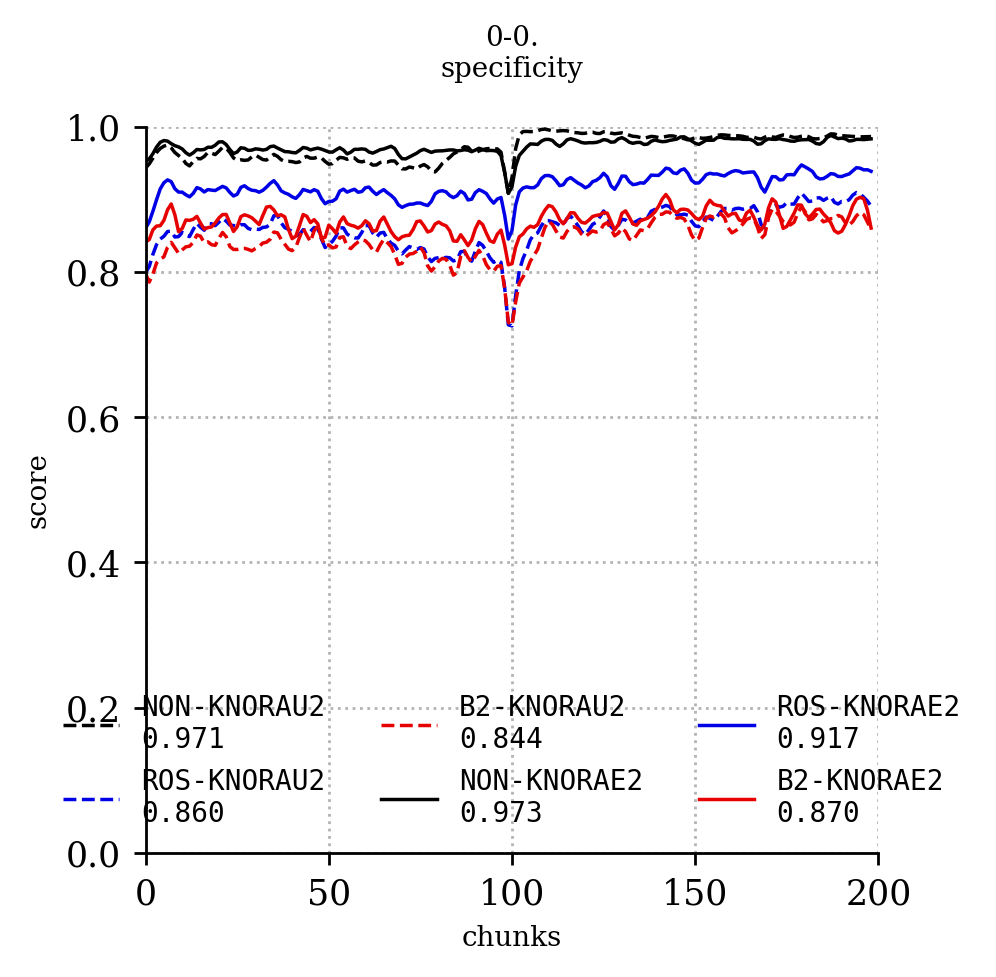 0-0.
specificity
1.0
0.8
0.6
0.4
0.2
0.0
score
NON-KNORAU2
0.971
B2-KNORAU2
0.844
ROS-KNORAE2
0.917
ROS-KNORAU2
0.860
NON-KNORAE2
0.973
B2-KNORAE2
0.870
0 50 100 150 200
chunks